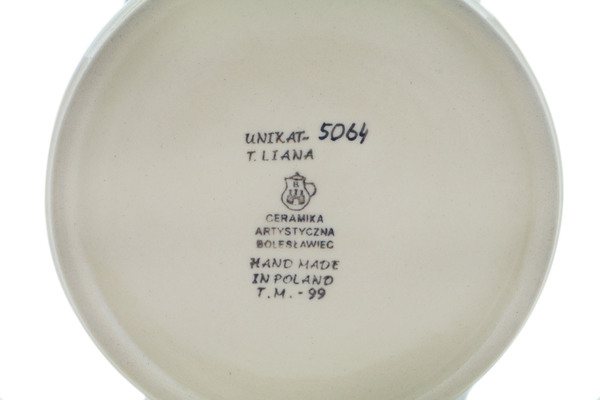 UNIKAT- 5064
T. LIANA
B
CERAMIKA
ARTYSTYCZNA
BOLESŁAWIEC
HAND MADE
IN POLAND
T.M. - 99